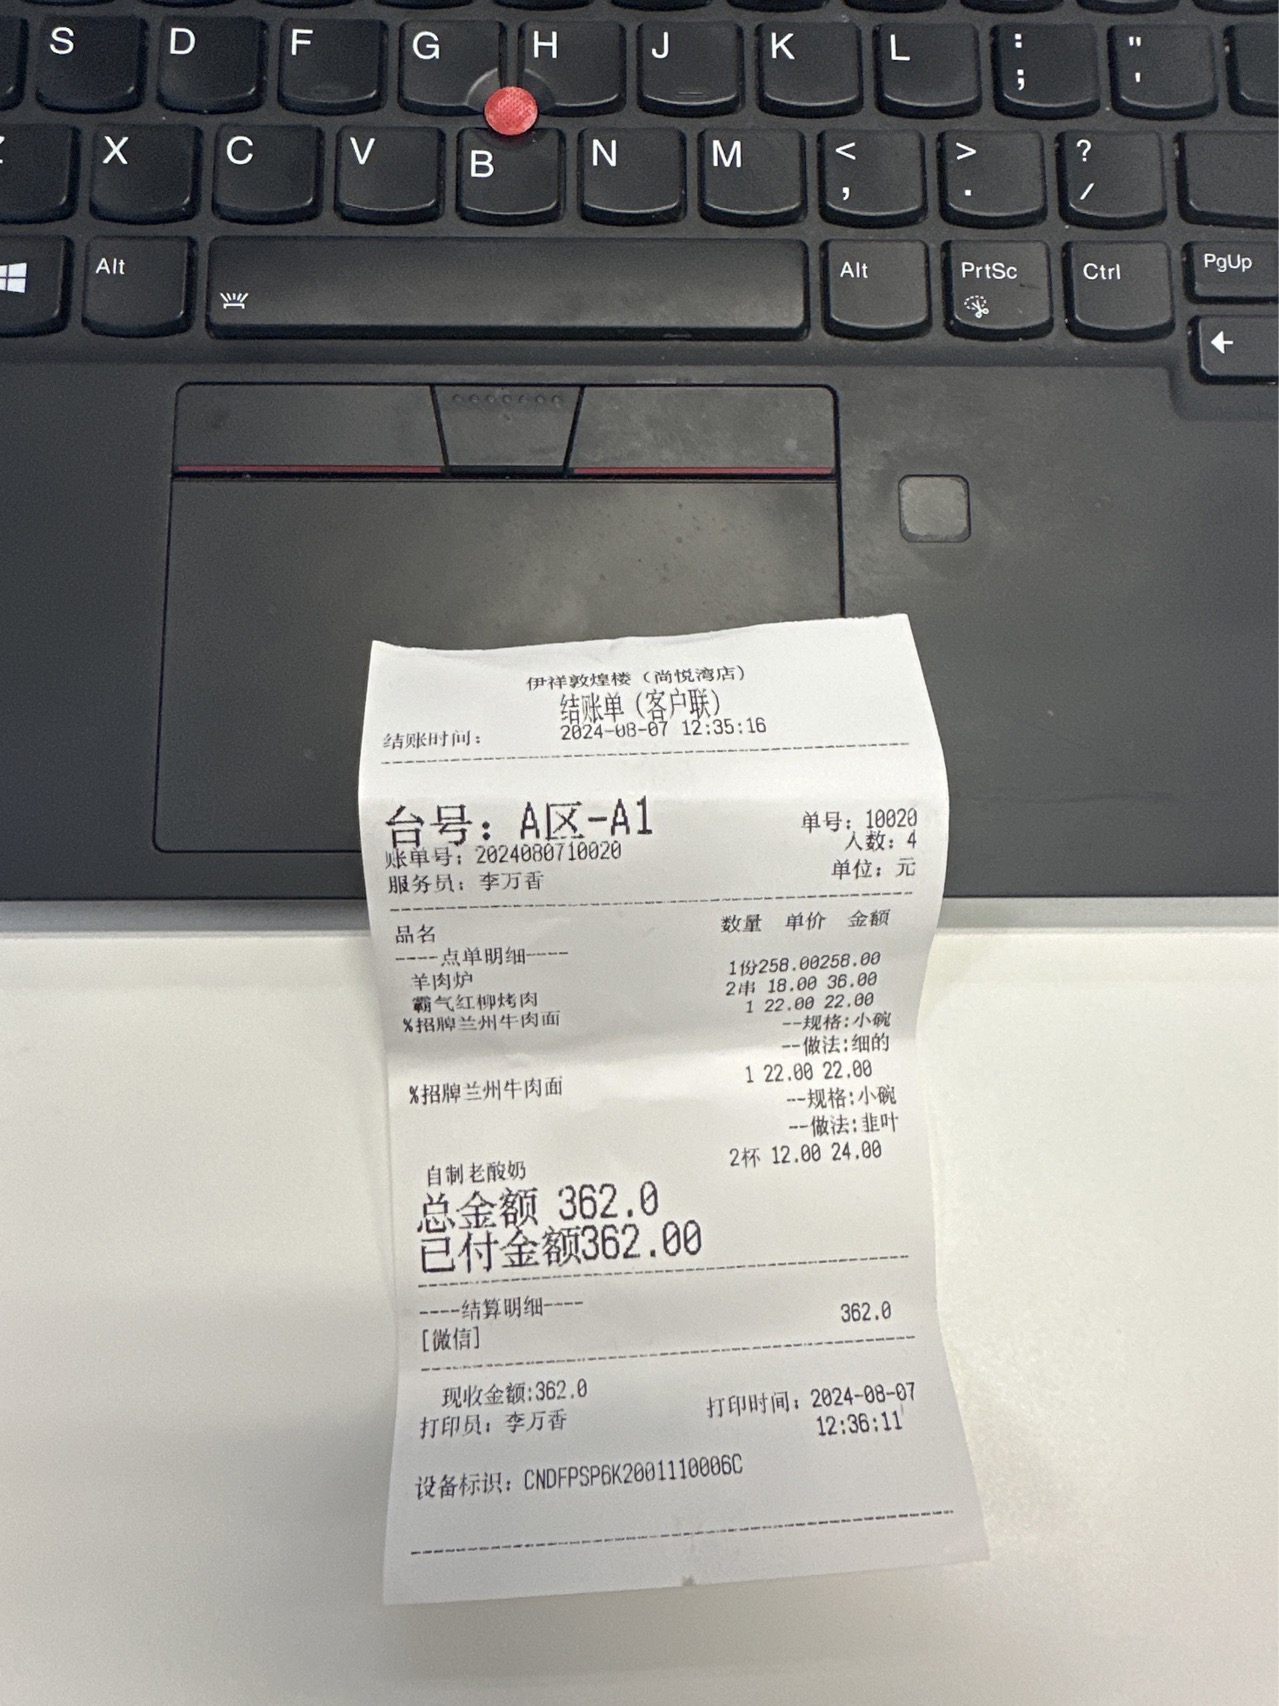 S D F G H J K L : ;  " '
Z X C V B N M < , > . ? /
Alt Alt PrtSc Ctrl PgUp
伊祥敦煌楼（尚悦湾店）
结账单（客户联）
结账时间： 2024-08-07 12:35:16
台号：A区-A1
单号：10020
账单号：2024080710020
人数：4
服务员：李万香
单位：元
品名 数量 单价 金额
----点单明细----
羊肉炉 1份258.00258.00
霸气红柳烤肉 2串 18.00 36.00
%招牌兰州牛肉面 1 22.00 22.00
--规格:小碗
--做法:细的
%招牌兰州牛肉面 1 22.00 22.00
--规格:小碗
--做法:韭叶
自制老酸奶 2杯 12.00 24.00
总金额 362.0
已付金额362.00
----结算明细----
[微信] 362.0
现收金额:362.0
打印员：李万香
打印时间：2024-08-07
12:36:11
设备标识：CNDFPSP6K2001110006C